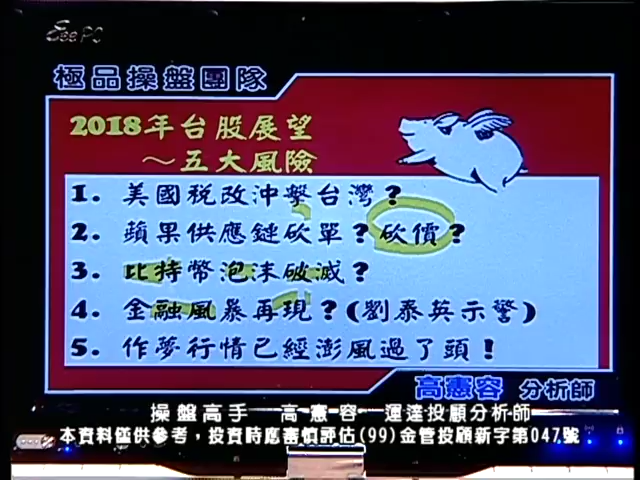 Eee PC
極品操盤團隊
2018年台股展望
～五大風險
1. 美國稅改沖擊台灣？
2. 蘋果供應鏈砍單？砍價？
3. 比特幣泡沫破滅？
4. 金融風暴再現？(劉泰英示警)
5. 作夢行情已經澎風過了頭！
高憲容 分析師
操盤高手 高憲容 運達投顧分析師
本資料僅供參考，投資時應審慎評估(99)金管投顧新字第047號